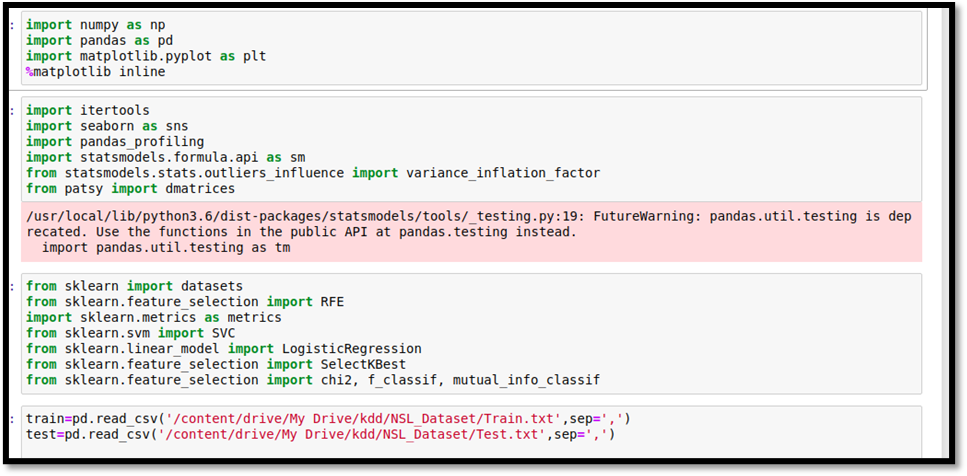 : import numpy as np
import pandas as pd
import matplotlib.pyplot as plt
%matplotlib inline
: import itertools
import seaborn as sns
import pandas_profiling
import statsmodels.formula.api as sm
from statsmodels.stats.outliers_influence import variance_inflation_factor
from patsy import dmatrices
/usr/local/lib/python3.6/dist-packages/statsmodels/tools/_testing.py:19: FutureWarning: pandas.util.testing is dep
recated. Use the functions in the public API at pandas.testing instead.
  import pandas.util.testing as tm
: from sklearn import datasets
from sklearn.feature_selection import RFE
import sklearn.metrics as metrics
from sklearn.svm import SVC
from sklearn.linear_model import LogisticRegression
from sklearn.feature_selection import SelectKBest
from sklearn.feature_selection import chi2, f_classif, mutual_info_classif
: train=pd.read_csv('/content/drive/My Drive/kdd/NSL_Dataset/Train.txt',sep=',')
test=pd.read_csv('/content/drive/My Drive/kdd/NSL_Dataset/Test.txt',sep=',')